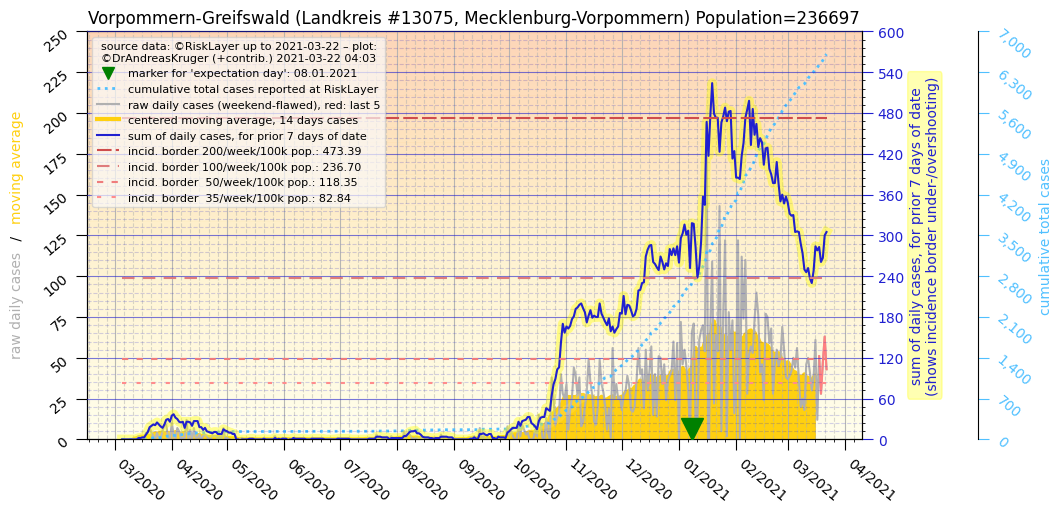 Vorpommern-Greifswald (Landkreis #13075, Mecklenburg-Vorpommern) Population=236697
source data: ©RiskLayer up to 2021-03-22 – plot:
©DrAndreasKruger (+contrib.) 2021-03-22 04:03
marker for 'expectation day': 08.01.2021
cumulative total cases reported at RiskLayer
raw daily cases (weekend-flawed), red: last 5
centered moving average, 14 days cases
sum of daily cases, for prior 7 days of date
incid. border 200/week/100k pop.: 473.39
incid. border 100/week/100k pop.: 236.70
incid. border 50/week/100k pop.: 118.35
incid. border 35/week/100k pop.: 82.84
raw daily cases / moving average
250
225
200
175
150
125
100
75
50
25
0
03/2020
04/2020
05/2020
06/2020
07/2020
08/2020
09/2020
10/2020
11/2020
12/2020
01/2021
02/2021
03/2021
04/2021
600
540
480
420
360
300
240
180
120
60
0
sum of daily cases, for prior 7 days of date
(shows incidence border under-/overshooting)
7,000
6,300
5,600
4,900
4,200
3,500
2,800
2,100
1,400
700
0
cumulative total cases